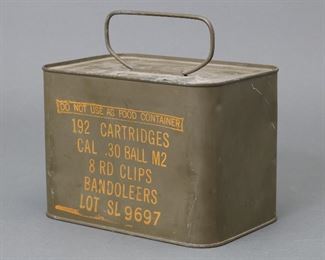 DO NOT USE AS FOOD CONTAINER
192 CARTRIDGES
CAL .30 BALL M2
8 RD CLIPS
BANDOLEERS
LOT SL 9697